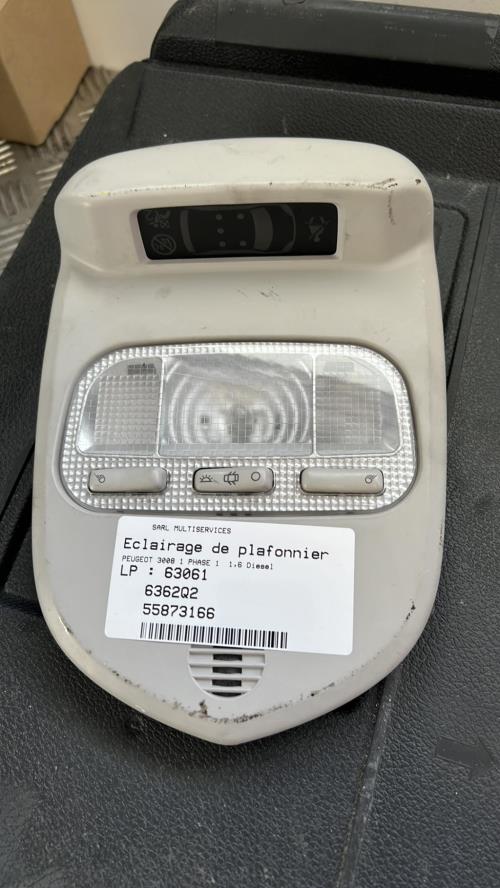 SARL MULTISERVICES
Eclairage de plafonnier
PEUGEOT 3008 1 PHASE 1 1,6 Diesel
LP : 63061
6362Q2
55873166